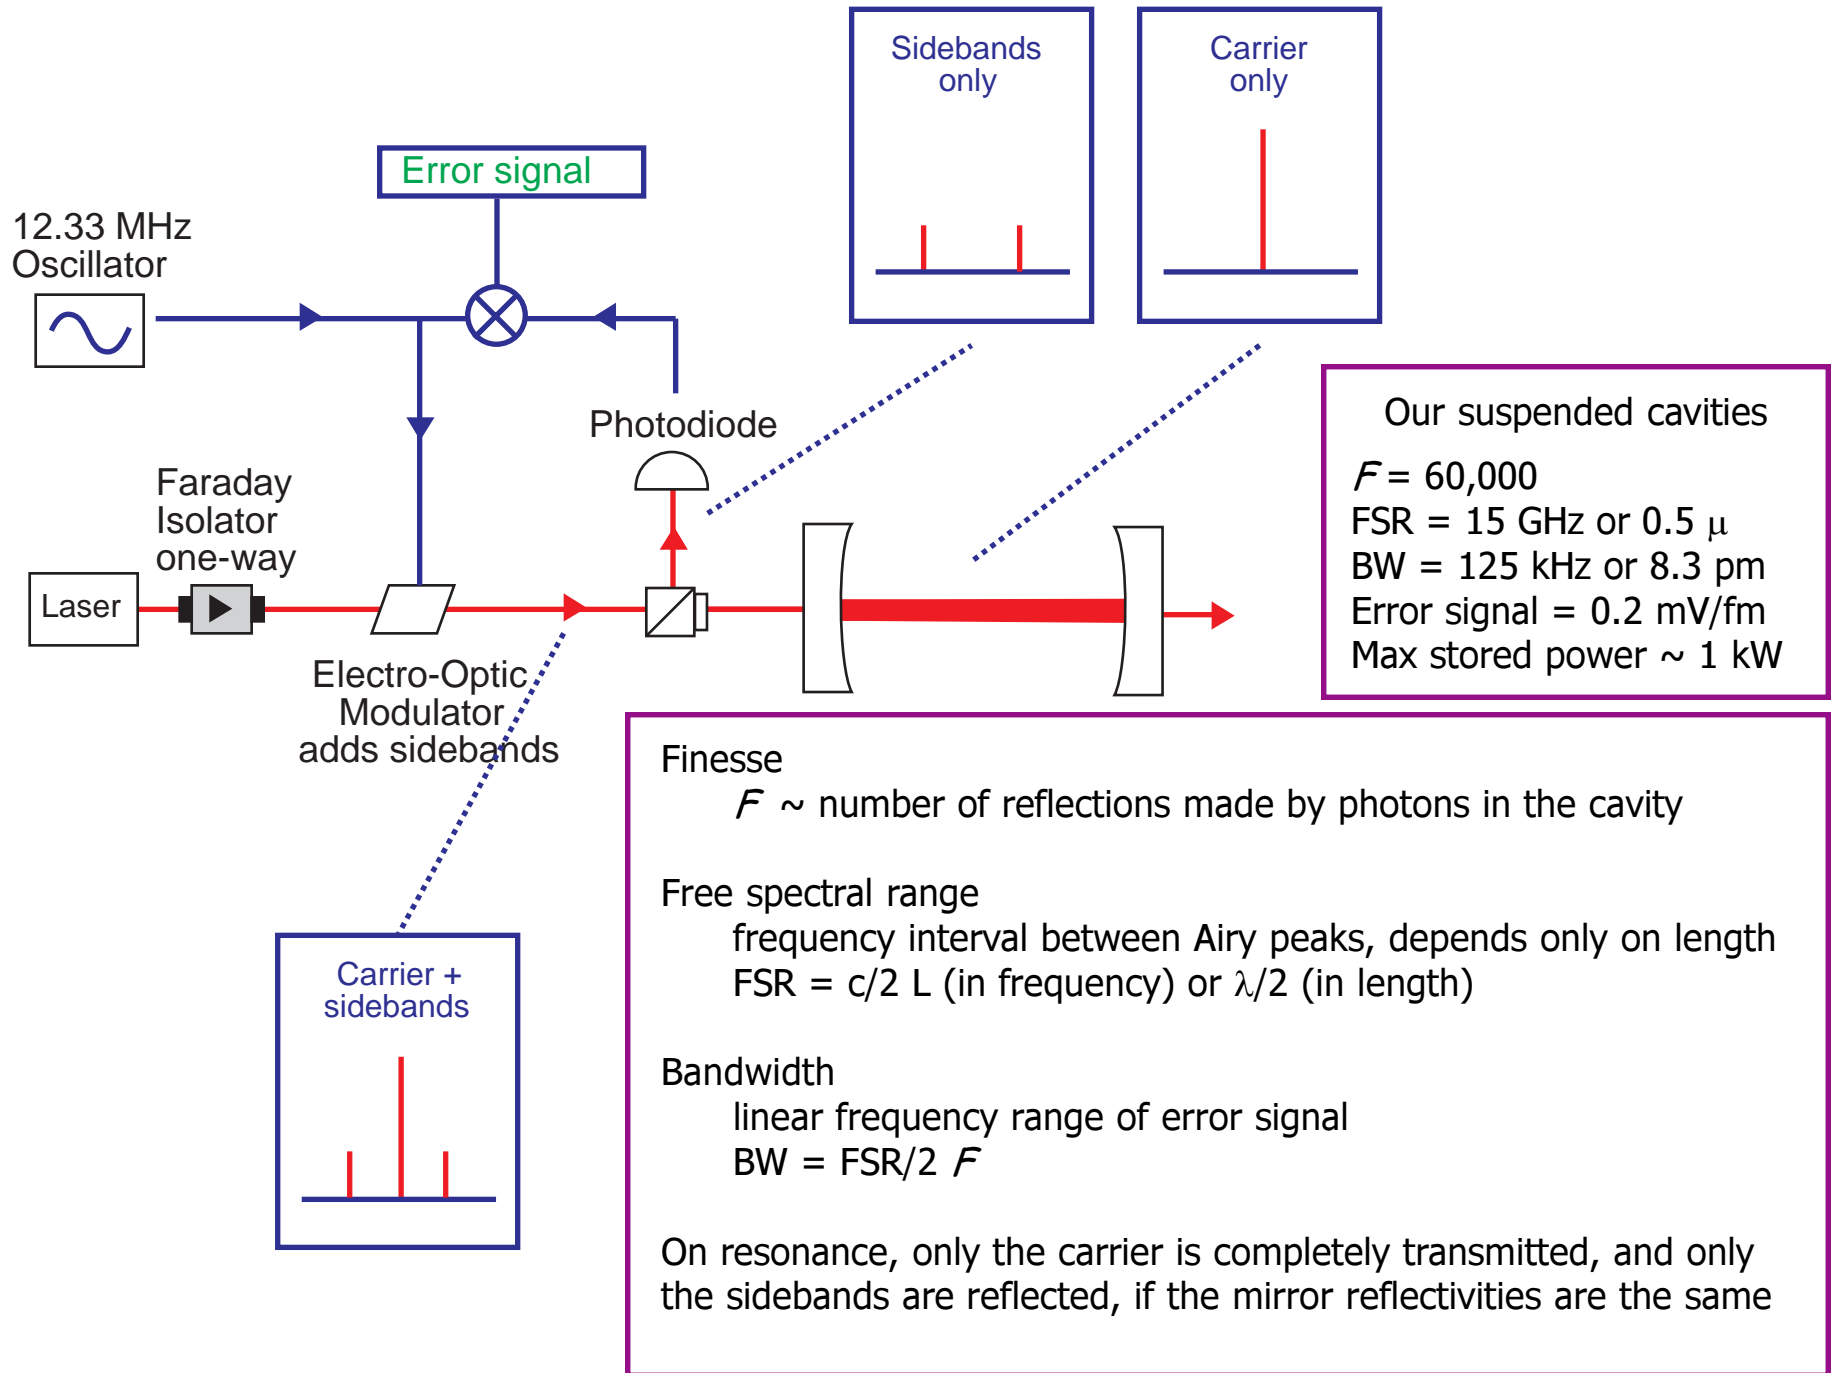 Sidebands
only
Carrier
only
Error signal
12.33 MHz
Oscillator
Photodiode
Faraday
Isolator
one-way
Laser
Electro-Optic
Modulator
adds sidebands
Carrier +
sidebands
Our suspended cavities
F = 60,000
FSR = 15 GHz or 0.5 μ
BW = 125 kHz or 8.3 pm
Error signal = 0.2 mV/fm
Max stored power ~ 1 kW
Finesse
F ~ number of reflections made by photons in the cavity
Free spectral range
frequency interval between Airy peaks, depends only on length
FSR = c/2 L (in frequency) or λ/2 (in length)
Bandwidth
linear frequency range of error signal
BW = FSR/2 F
On resonance, only the carrier is completely transmitted, and only
the sidebands are reflected, if the mirror reflectivities are the same